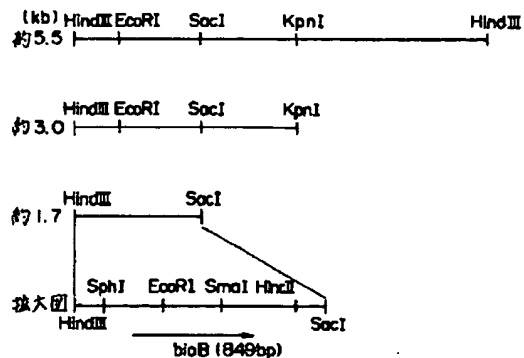 (kb)
HindⅢ EcoRI SacI KpnI HindⅢ
約5.5
HindⅢ EcoRI SacI KpnI
約3.0
HindⅢ SacI
約1.7
SphI EcoRI SmaI HincⅡ
拡大図
HindⅢ SacI
bioB (849bp)